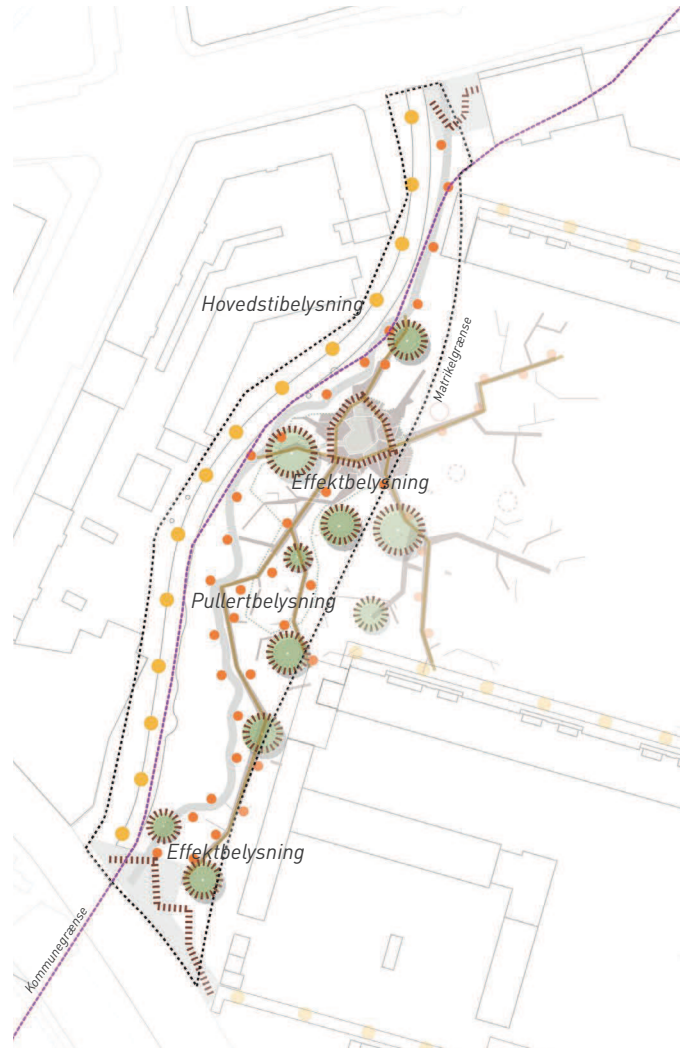 Hovedstibelysning
Matrikelgrænse
Effektbelysning
Pullertbelysning
Effektbelysning
Kommunegrænse